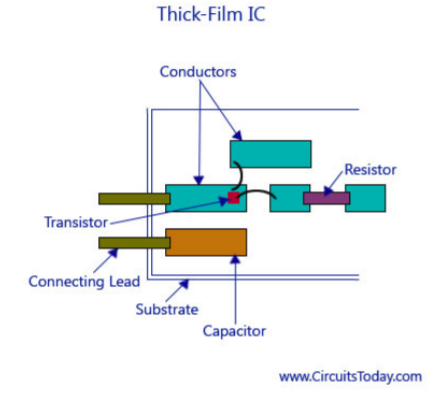 Thick-Film IC
Conductors
Resistor
Transistor
Connecting Lead
Substrate
Capacitor
www.CircuitsToday.com